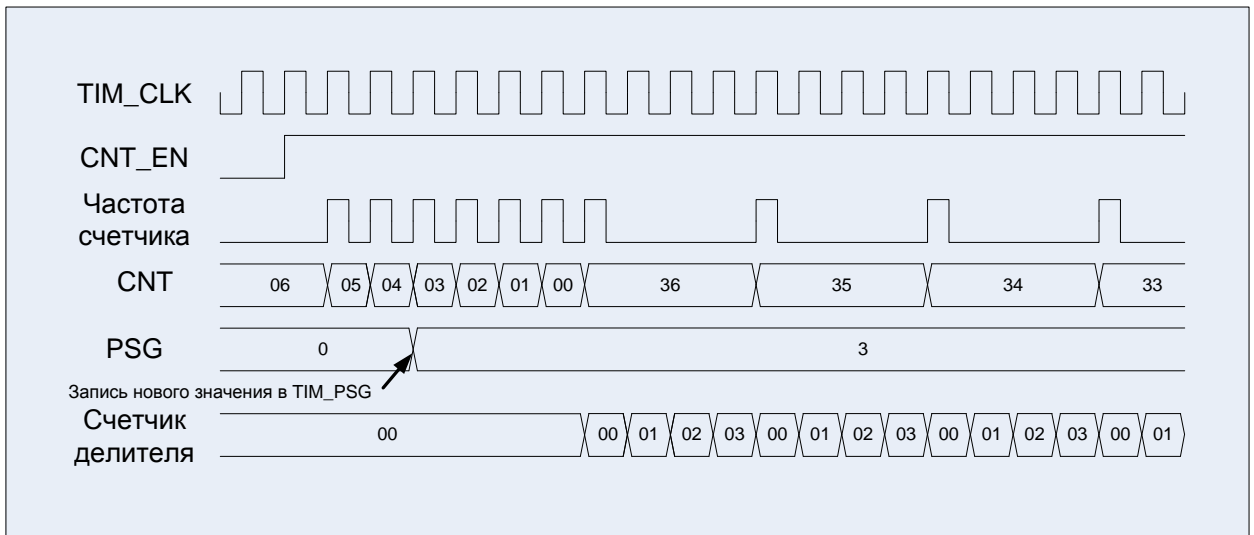 TIM_CLK
CNT_EN
Частота
счетчика
CNT
06 05 04 03 02 01 00 36 35 34 33
PSG
0 3
Запись нового значения в TIM_PSG
Счетчик
делителя
00 00 01 02 03 00 01 02 03 00 01 02 03 00 01